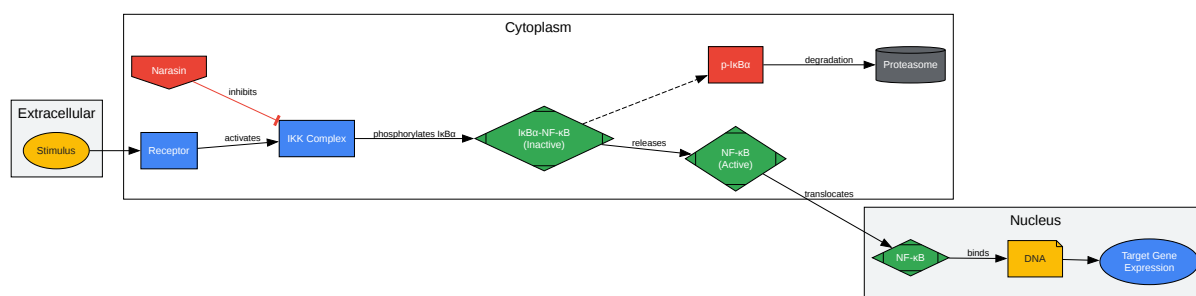 Cytoplasm
Narasin
p-IκBα
degradation
Proteasome
inhibits
Extracellular
Stimulus
Receptor
activates
IKK Complex
phosphorylates IκBα
IκBα-NF-κB
(Inactive)
releases
NF-κB
(Active)
translocates
Nucleus
NF-κB
binds
DNA
Target Gene
Expression